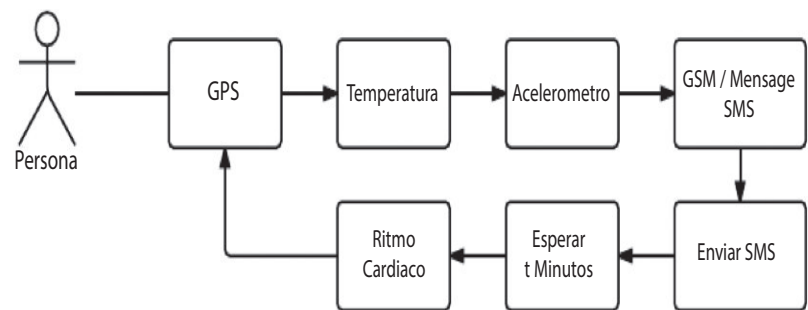 GPS
Temperatura
Acelerometro
GSM / Mensage
SMS
Persona
Ritmo
Cardiaco
Esperar
t Minutos
Enviar SMS